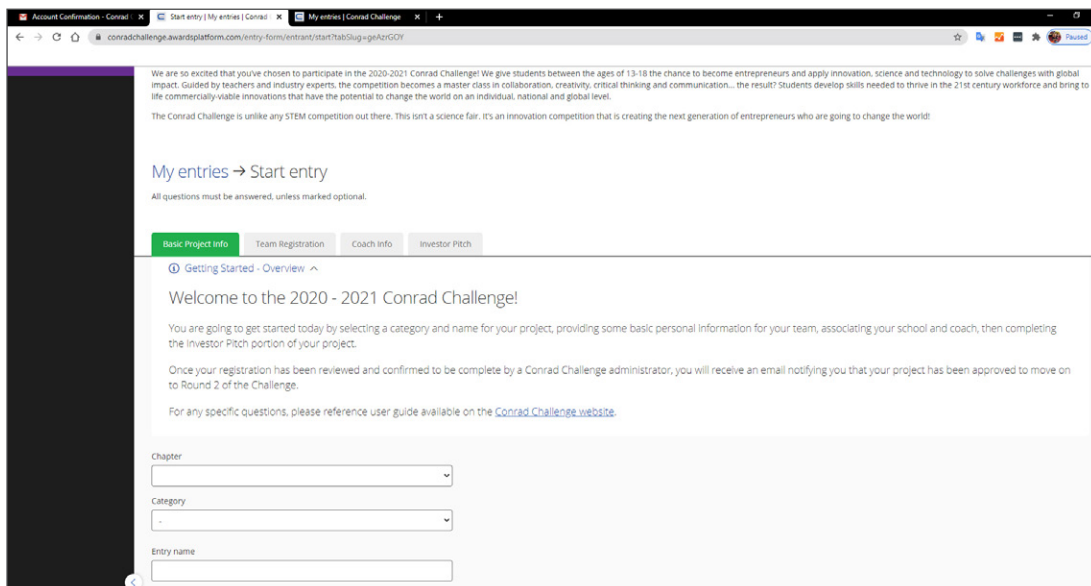 Account Confirmation - Conrad
Start entry | My entries | Conrad
My entries | Conrad Challenge
conradchallenge.awardsplatform.com/entry-form/entrant/start?tabSlug=geAzrGOY
Paused
We are so excited that you've chosen to participate in the 2020-2021 Conrad Challenge! We give students between the ages of 13-18 the chance to become entrepreneurs and apply innovation, science and technology to solve challenges with global
impact. Guided by teachers and industry experts, the competition becomes a master class in collaboration, creativity, critical thinking and communication... the result? Students develop skills needed to thrive in the 21st century workforce and bring to
life commercially-viable innovations that have the potential to change the world on an individual, national and global level.
The Conrad Challenge is unlike any STEM competition out there. This isn't a science fair. It's an innovation competition that is creating the next generation of entrepreneurs who are going to change the world!
My entries → Start entry
All questions must be answered, unless marked optional.
Basic Project Info
Team Registration
Coach Info
Investor Pitch
Getting Started - Overview
Welcome to the 2020 - 2021 Conrad Challenge!
You are going to get started today by selecting a category and name for your project, providing some basic personal information for your team, associating your school and coach, then completing
the Investor Pitch portion of your project.
Once your registration has been reviewed and confirmed to be complete by a Conrad Challenge administrator, you will receive an email notifying you that your project has been approved to move on
to Round 2 of the Challenge.
For any specific questions, please reference user guide available on the Conrad Challenge website.
Chapter
Category
-
Entry name